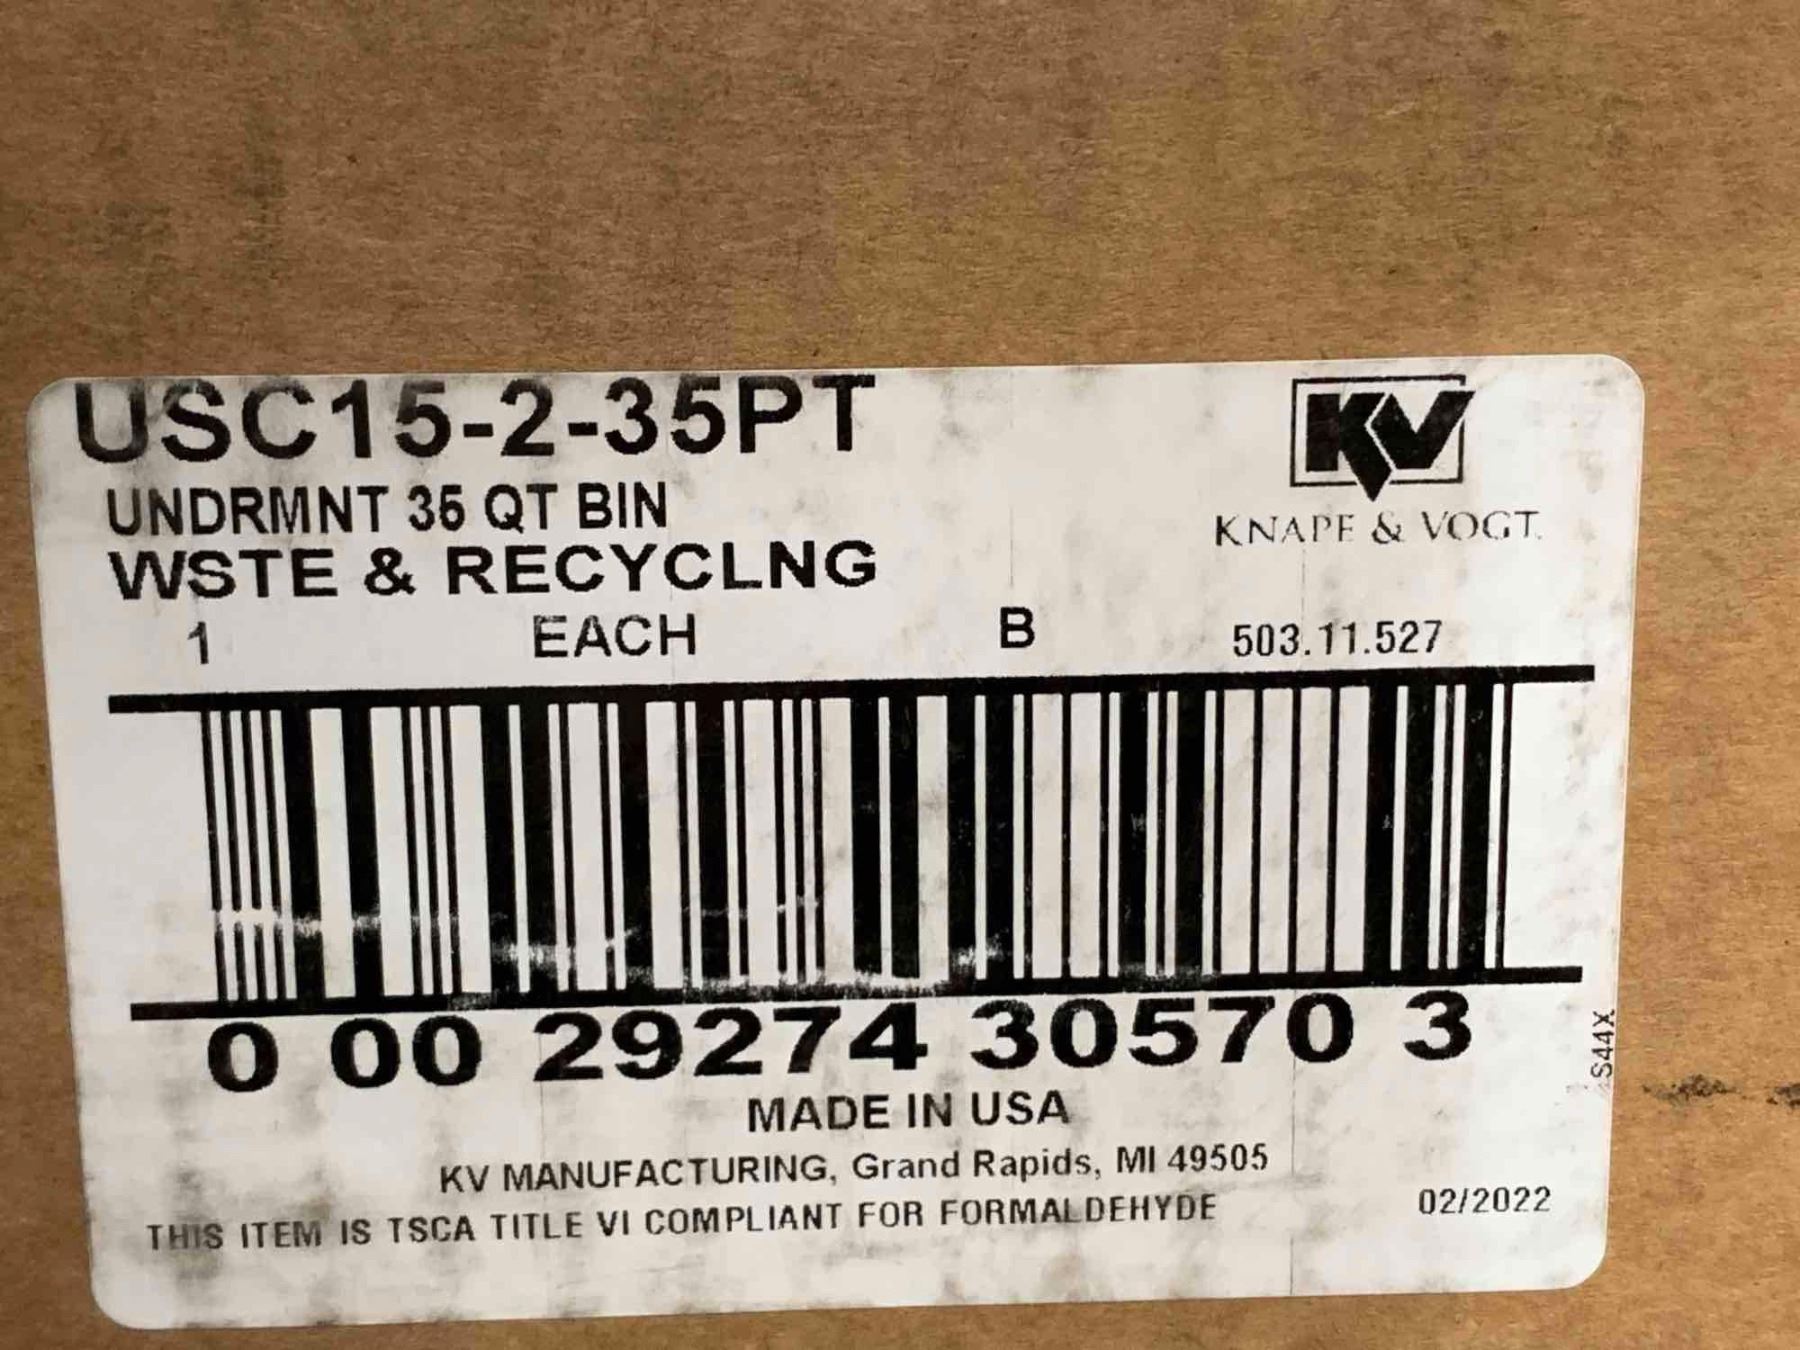 USC15-2-35PT
KV
UNDRMNT 35 QT BIN
KNAPE & VOGT.
WSTE & RECYCLNG
1 EACH B 503.11.527
0 00 29274 30570 3
S44X
MADE IN USA
KV MANUFACTURING, Grand Rapids, MI 49505
THIS ITEM IS TSCA TITLE VI COMPLIANT FOR FORMALDEHYDE 02/2022